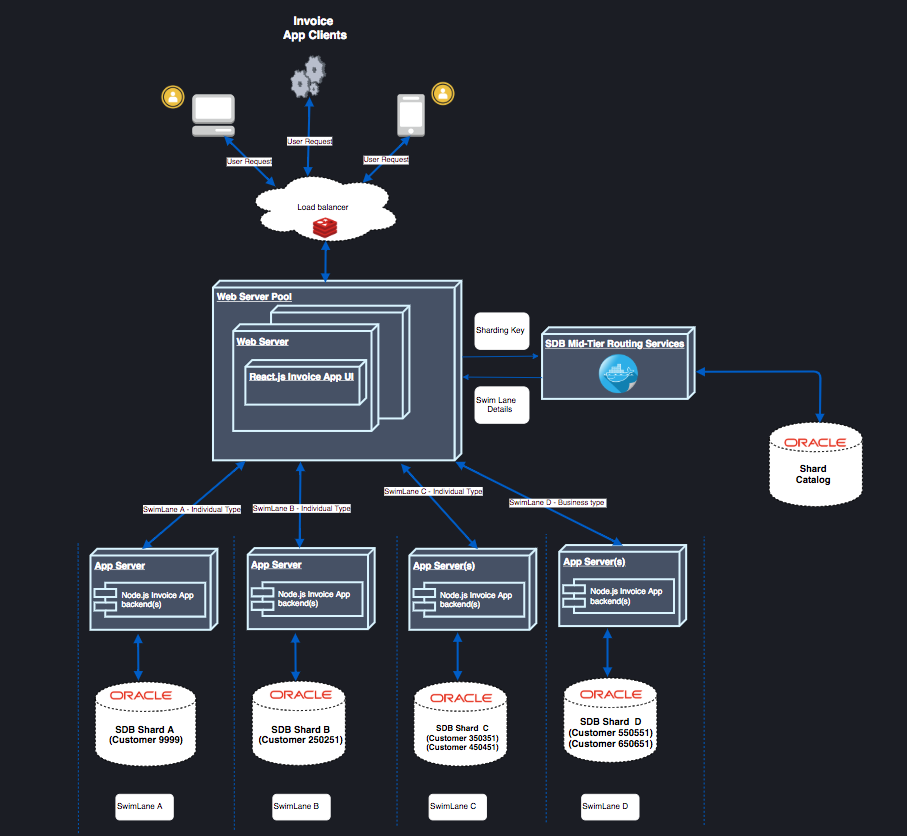 Invoice
App Clients
User Request
User Request
User Request
Load balancer
Web Server Pool
Web Server
React.js Invoice App UI
Sharding Key
Swim Lane
Details
SDB Mid-Tier Routing Services
ORACLE
Shard
Catalog
SwimLane A - Individual Type
SwimLane B - Individual Type
SwimLane C - Individual Type
SwimLane D - Business type
App Server
Node.js Invoice App
backend(s)
App Server
Node.js Invoice App
backend(s)
App Server(s)
Node.js Invoice App
backend(s)
App Server(s)
Node.js Invoice App
backend(s)
ORACLE
SDB Shard A
(Customer 9999)
ORACLE
SDB Shard B
(Customer 250251)
ORACLE
SDB Shard C
(Customer 350351)
(Customer 450451)
ORACLE
SDB Shard D
(Customer 550551)
(Customer 650651)
SwimLane A
SwimLane B
SwimLane C
SwimLane D